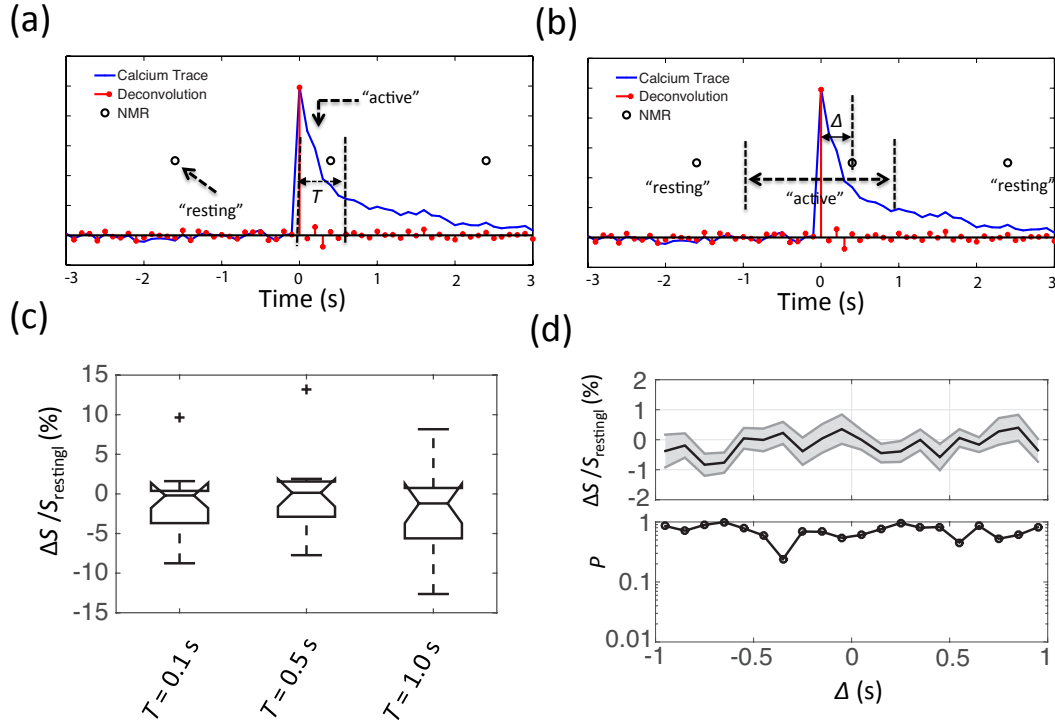 (a)
Calcium Trace
Deconvolution
NMR
“active”
“resting”
T
-3 -2 -1 0 1 2 3
Time (s)
(b)
Calcium Trace
Deconvolution
NMR
Δ
“resting”
“active”
“resting”
-3 -2 -1 0 1 2 3
Time (s)
(c)
ΔS /Srestingl (%)
15
10
5
0
-5
-10
-15
T = 0.1 s
T = 0.5 s
T = 1.0 s
(d)
ΔS /Srestingl (%)
2
1
0
-1
-2
P
1
0.1
0.01
-1 -0.5 0 0.5 1
Δ (s)